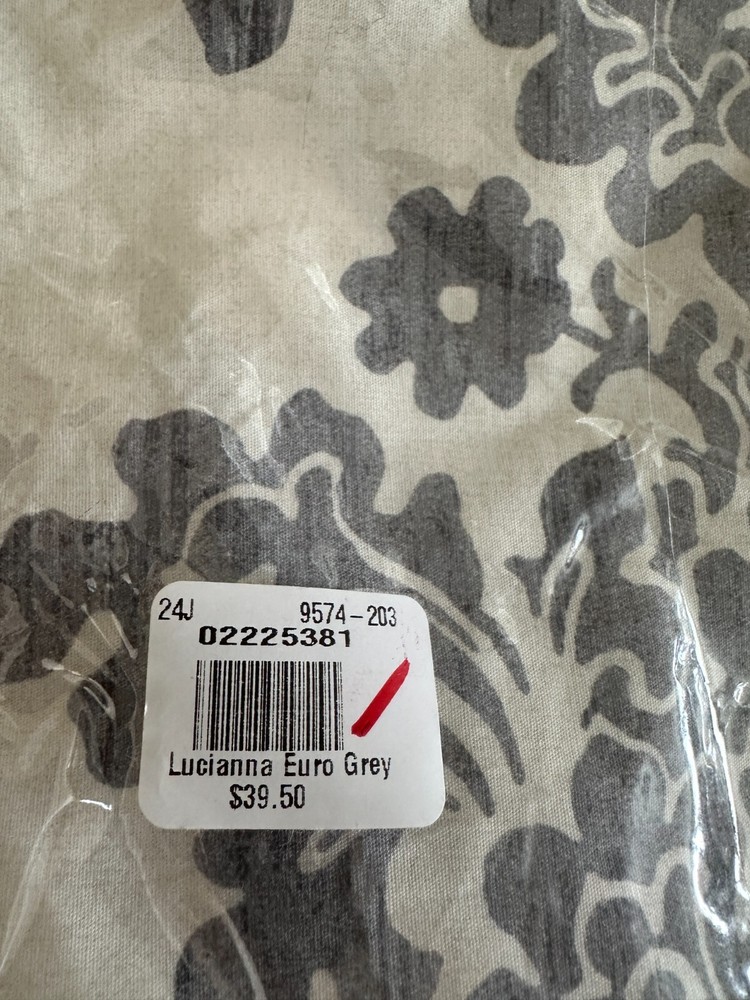 24J 9574-203
02225381
Lucianna Euro Grey
$39.50